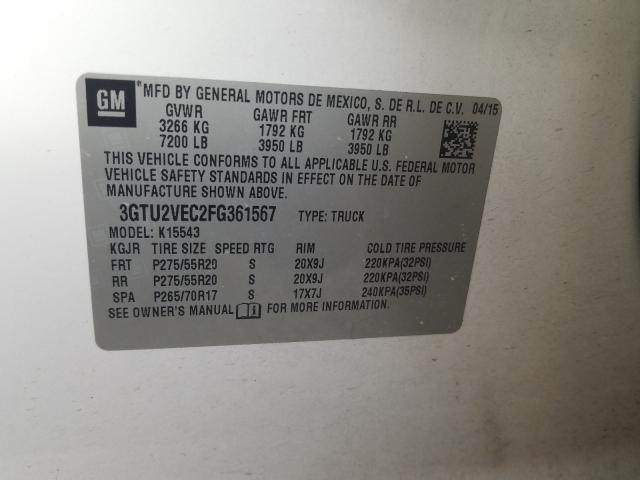 GM
*MFD BY GENERAL MOTORS DE MEXICO, S. DE R.L. DE C.V. 04/15
GVWR GAWR FRT GAWR RR
3266 KG 1792 KG 1792 KG
7200 LB 3950 LB 3950 LB
THIS VEHICLE CONFORMS TO ALL APPLICABLE U.S. FEDERAL MOTOR
VEHICLE SAFETY STANDARDS IN EFFECT ON THE DATE OF
MANUFACTURE SHOWN ABOVE.
3GTU2VEC2FG361567 TYPE: TRUCK
MODEL: K15543
KGJR TIRE SIZE SPEED RTG RIM COLD TIRE PRESSURE
FRT P275/55R20 S 20X9J 220KPA(32PSI)
RR P275/55R20 S 20X9J 220KPA(32PSI)
SPA P265/70R17 S 17X7J 240KPA(35PSI)
SEE OWNER'S MANUAL FOR MORE INFORMATION.